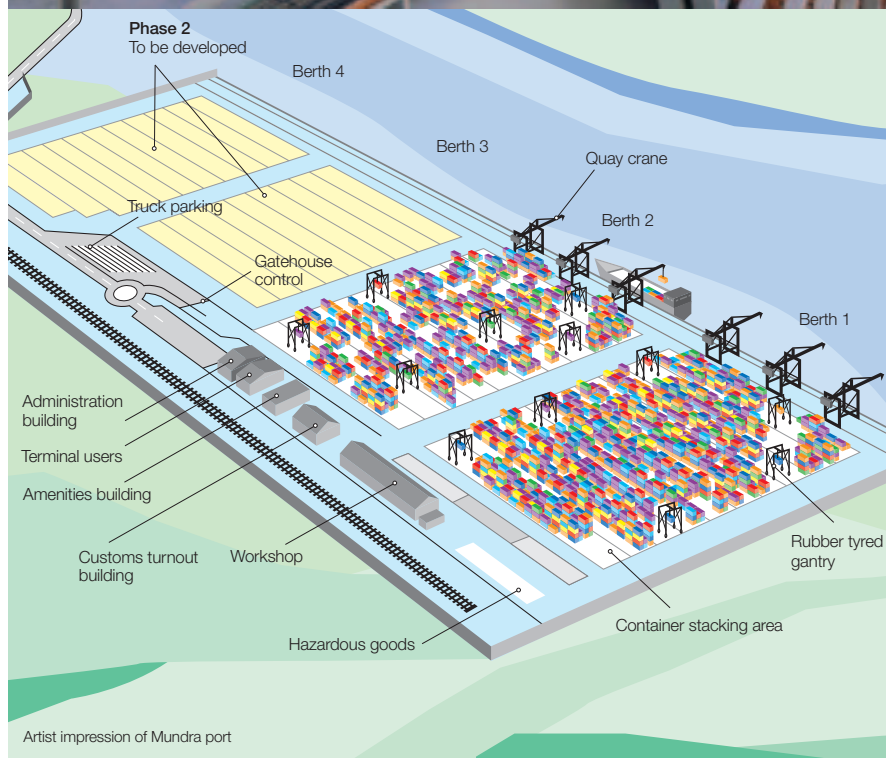 Phase 2
To be developed
Berth 4
Berth 3
Quay crane
Berth 2
Truck parking
Gatehouse
control
Berth 1
Administration
building
Terminal users
Amenities building
Customs turnout
building
Workshop
Rubber tyred
gantry
Container stacking area
Hazardous goods
Artist impression of Mundra port